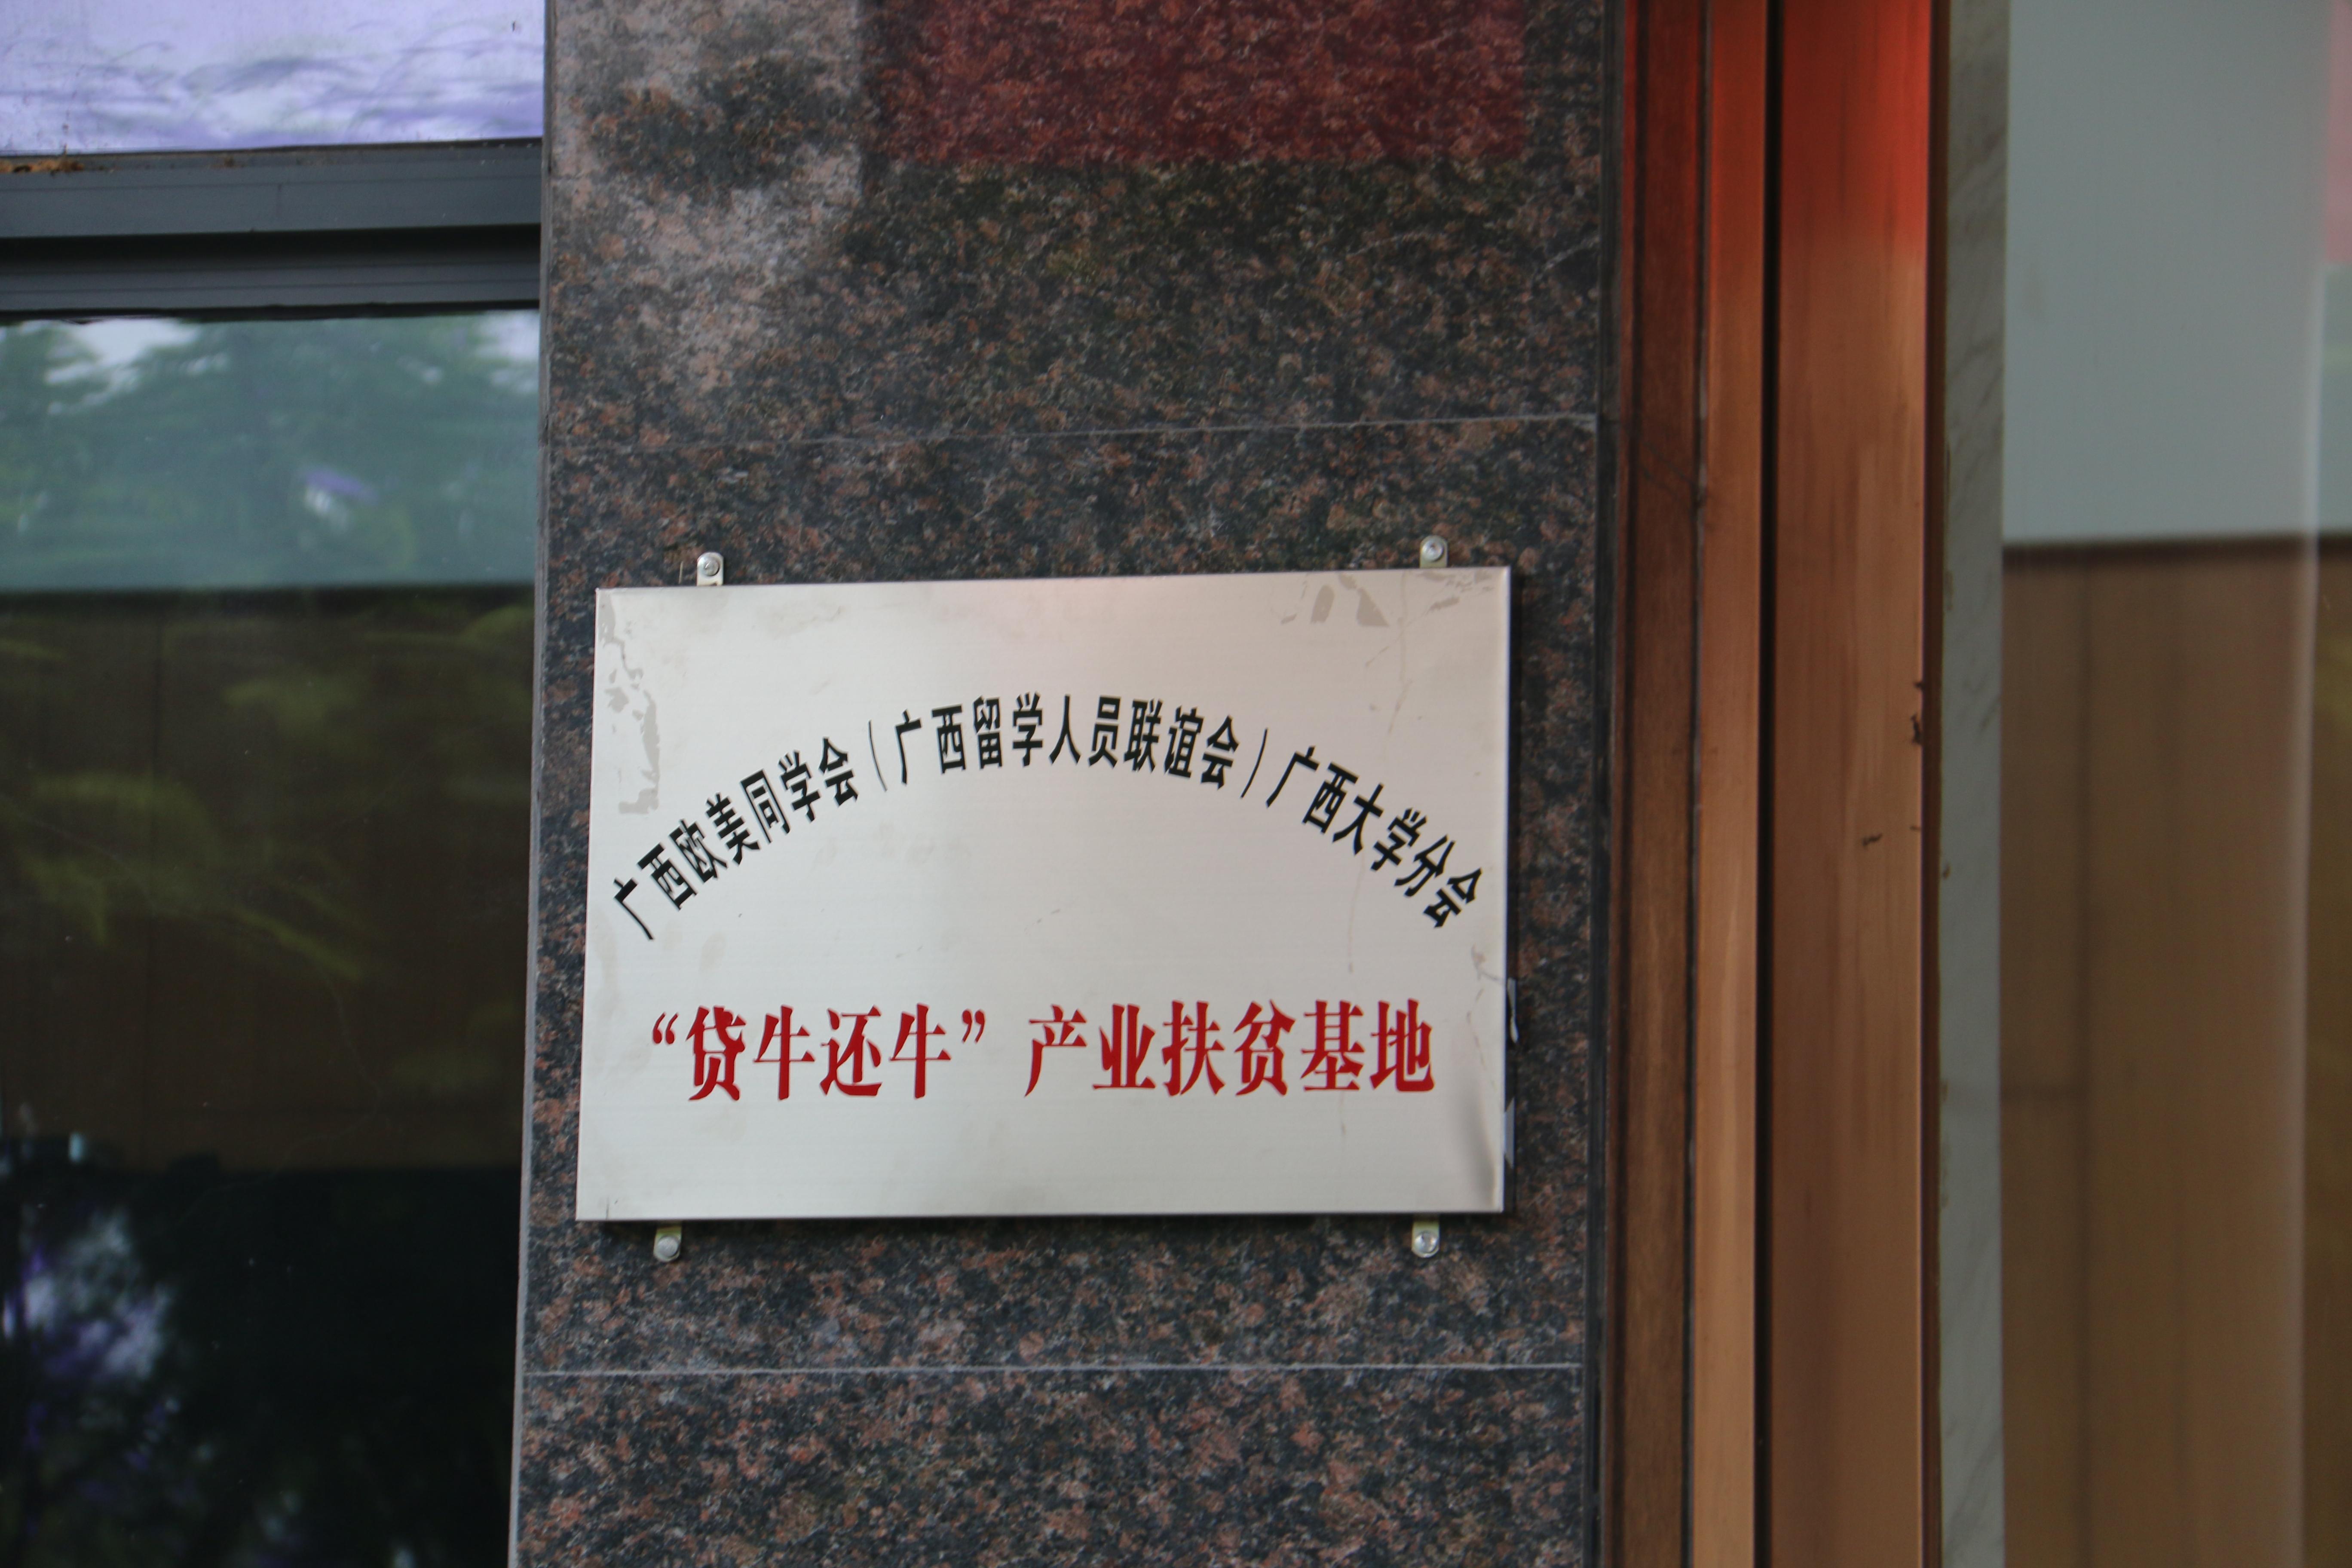 广西欧美同学会（广西留学人员联谊会）广西大学分会
“贷牛还牛”产业扶贫基地